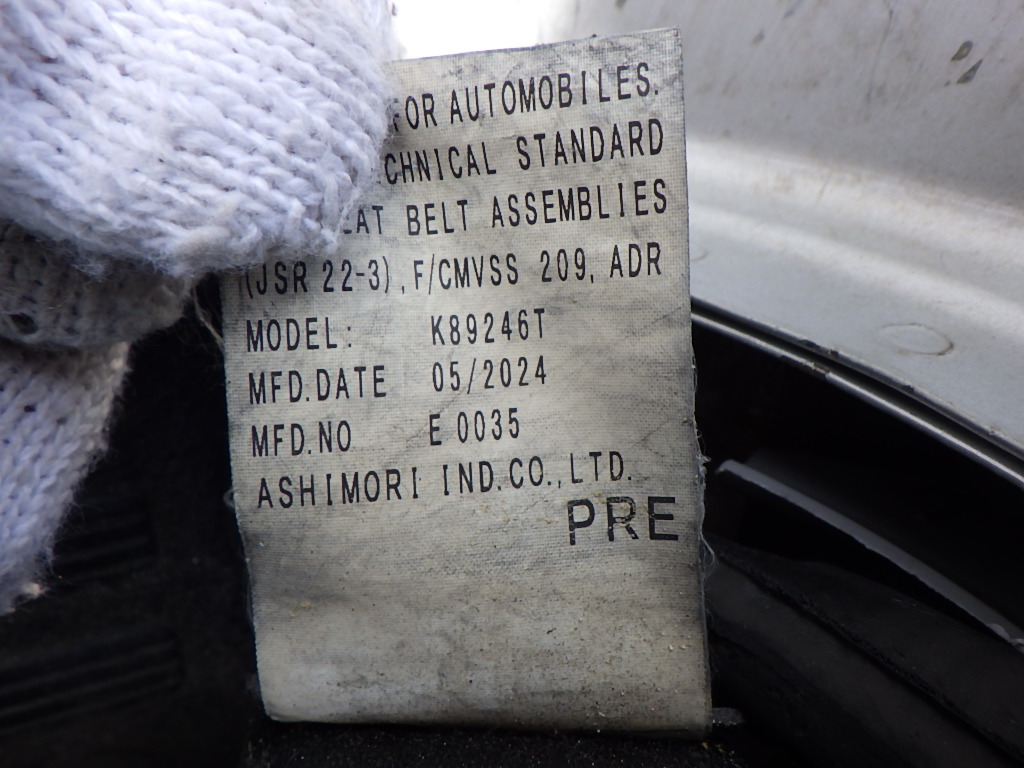 FOR AUTOMOBILES.
CHNICAL STANDARD
EAT BELT ASSEMBLIES
(JSR 22-3), F/CMVSS 209, ADR
MODEL: K89246T
MFD.DATE 05/2024
MFD.NO E 0035
ASHIMORI IND.CO.,LTD.
PRE